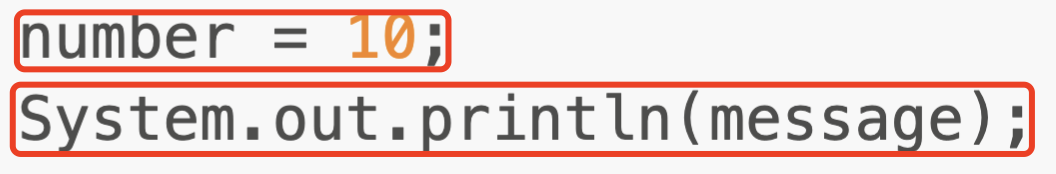 number = 10;
System.out.println(message);